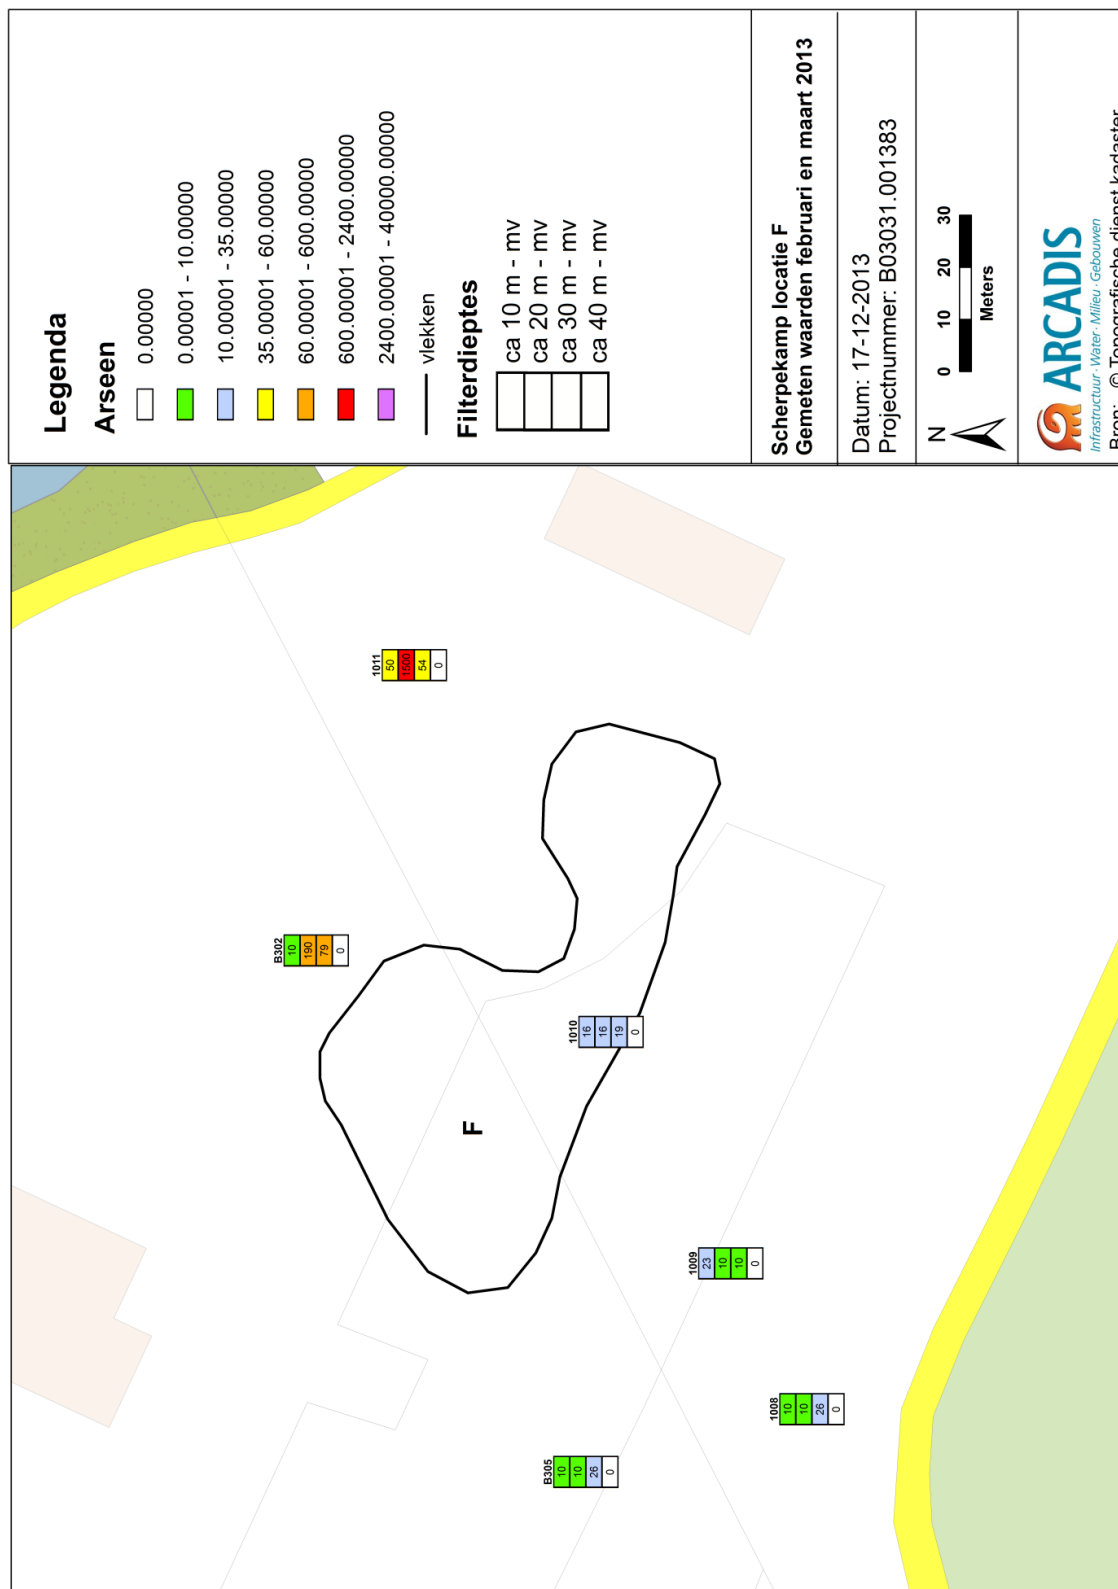 Legenda
Arseen
0.00000
0.00001 - 10.00000
10.00001 - 35.00000
35.00001 - 60.00000
60.00001 - 600.00000
600.00001 - 2400.00000
2400.00001 - 40000.00000
vlekken
Filterdieptes
ca 10 m - mv
ca 20 m - mv
ca 30 m - mv
ca 40 m - mv
Scherpekamp locatie F
Gemeten waarden februari en maart 2013
Datum: 17-12-2013
Projectnummer: B03031.001383
N
0 10 20 30
Meters
ARCADIS
Infrastructuur · Water · Milieu · Gebouwen
Bron: © Topografische dienst kadaster
1011
50
1500
54
0
B302
10
190
79
0
1010
16
16
19
0
F
1009
23
10
10
0
1008
10
10
26
0
B305
10
10
26
0